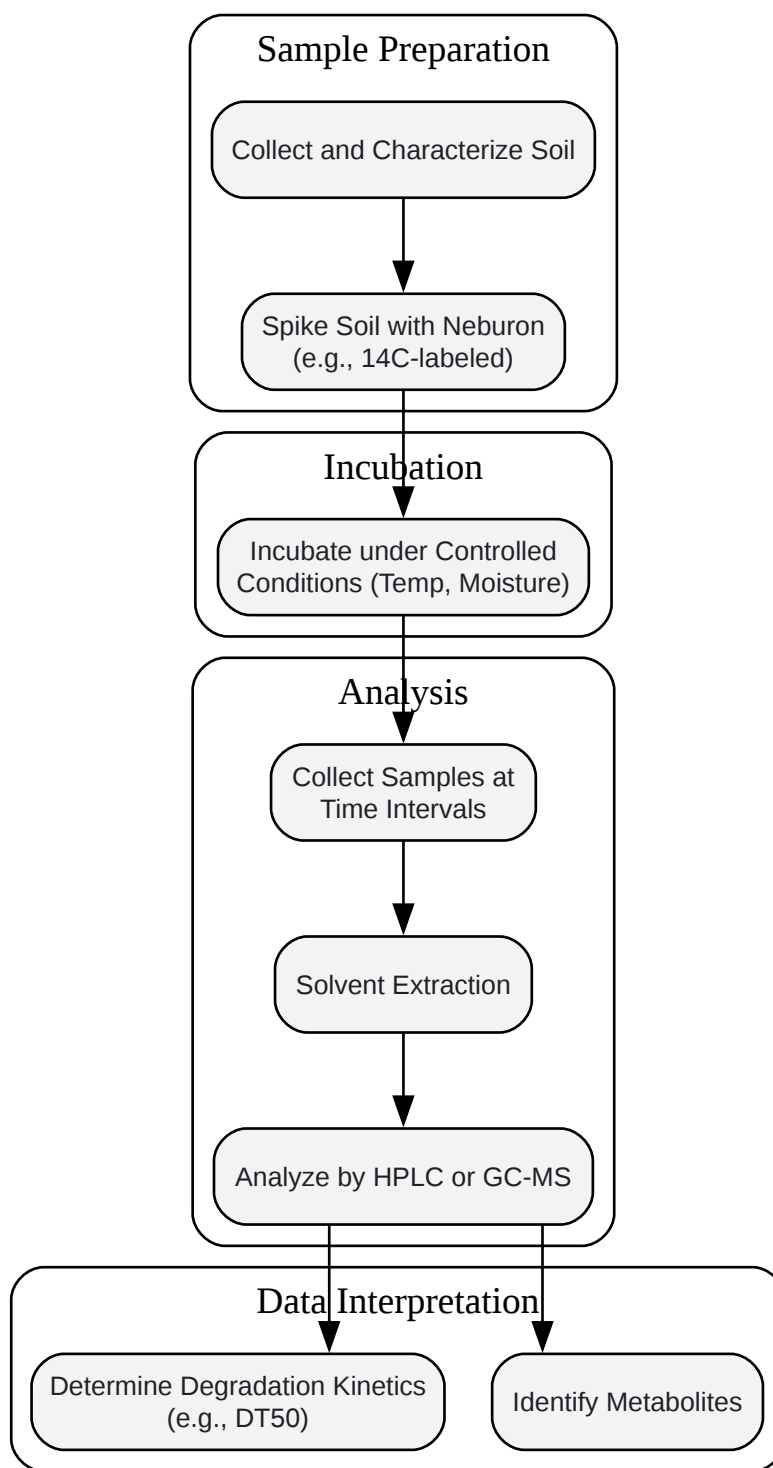 Sample Preparation
Collect and Characterize Soil
Spike Soil with Neburon
(e.g., 14C-labeled)
Incubation
Incubate under Controlled
Conditions (Temp, Moisture)
Analysis
Collect Samples at
Time Intervals
Solvent Extraction
Analyze by HPLC or GC-MS
Data Interpretation
Determine Degradation Kinetics
(e.g., DT50)
Identify Metabolites